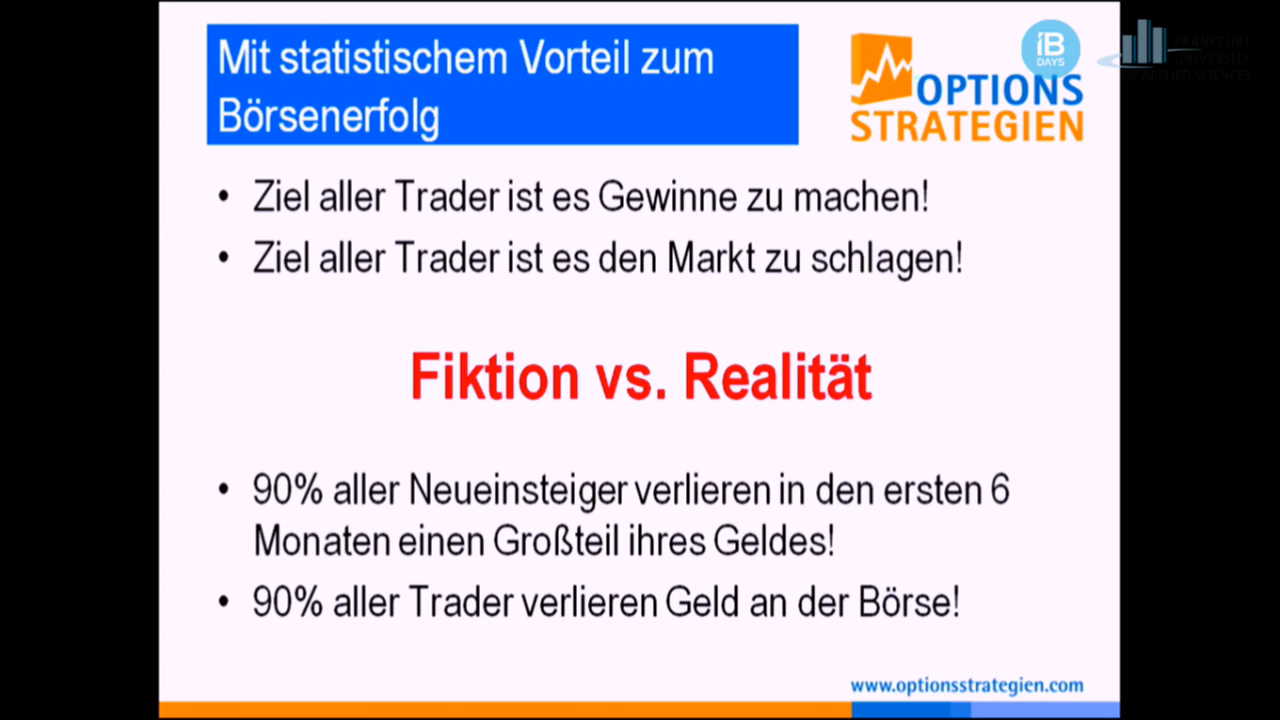 Mit statistischem Vorteil zum
Börsenerfolg
iB
DAYS
FRANKFURT
UNIVERSITY
OF APPLIED SCIENCES
OPTIONS
STRATEGIEN
• Ziel aller Trader ist es Gewinne zu machen!
• Ziel aller Trader ist es den Markt zu schlagen!
Fiktion vs. Realität
• 90% aller Neueinsteiger verlieren in den ersten 6
Monaten einen Großteil ihres Geldes!
• 90% aller Trader verlieren Geld an der Börse!
www.optionsstrategien.com